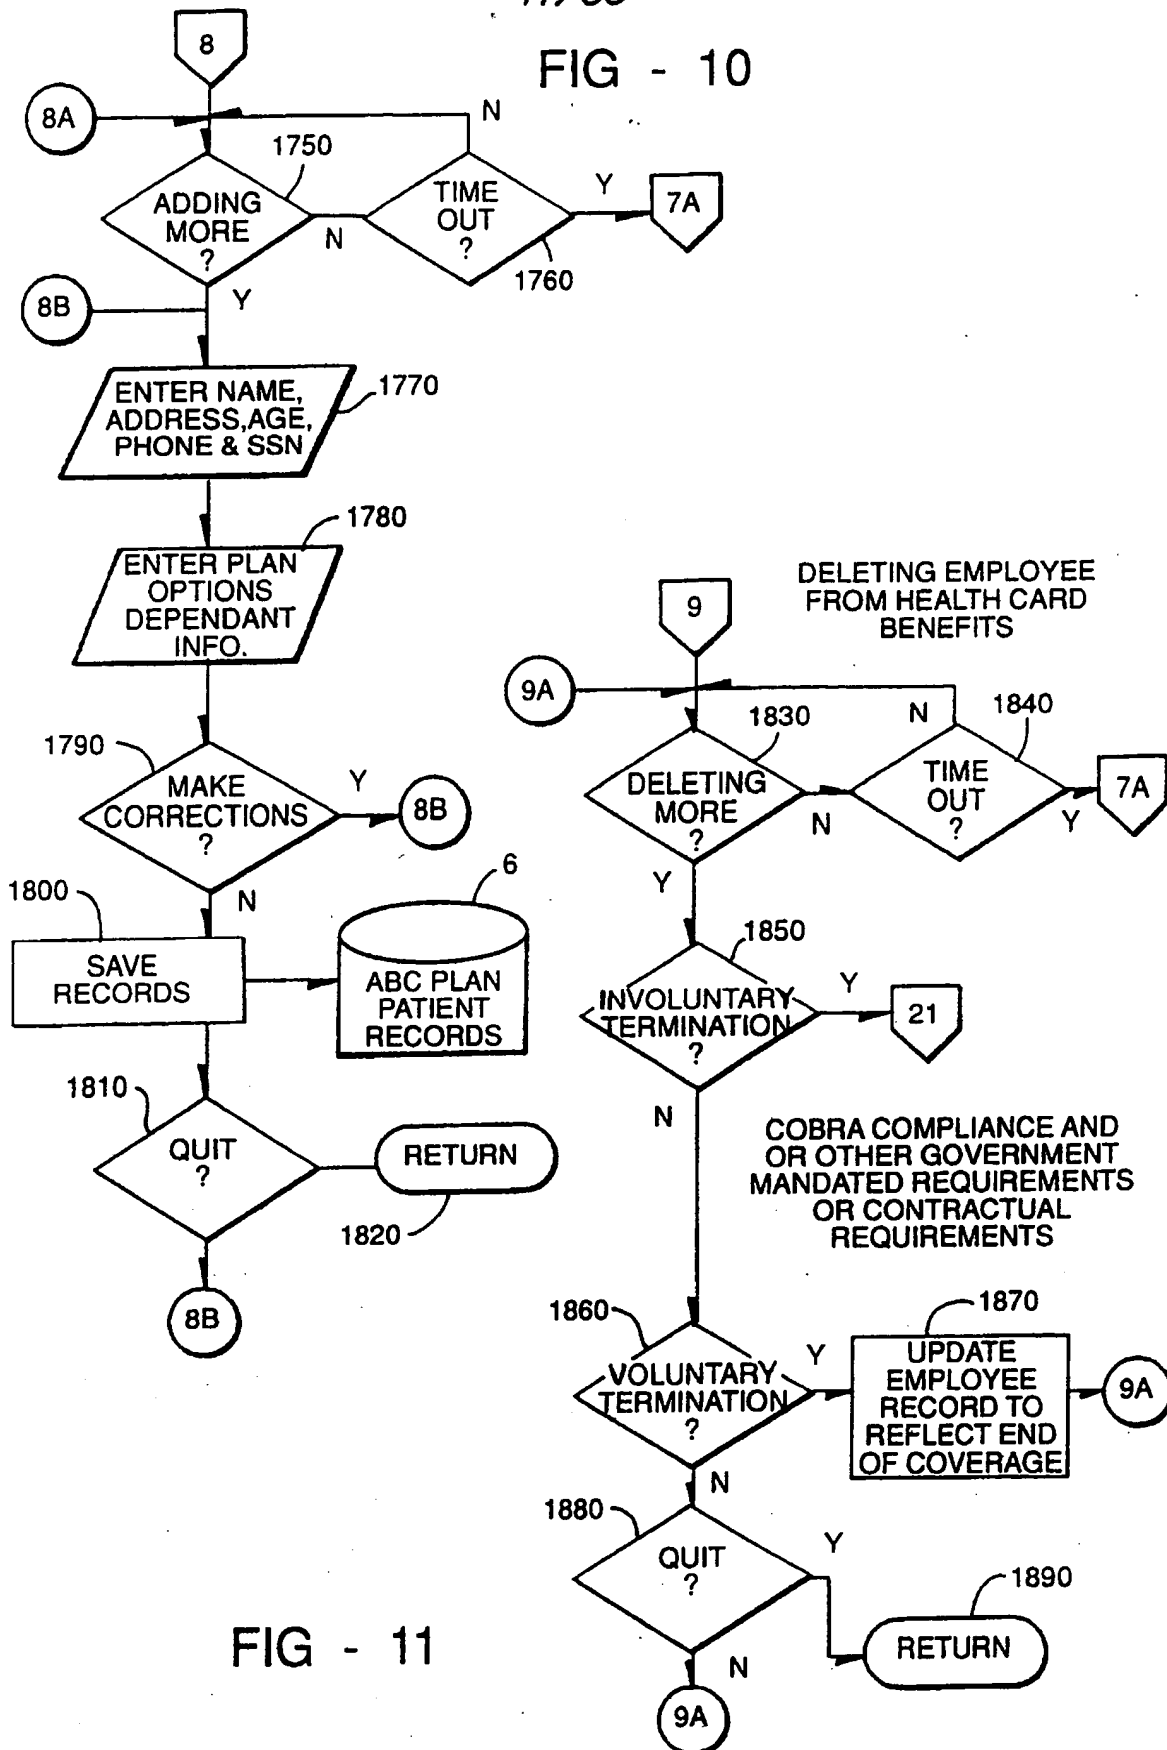 FIG - 10
8
8A
N
1750
ADDING
MORE
?
N
TIME
OUT
?
1760
Y
7A
8B
Y
ENTER NAME,
ADDRESS,AGE,
PHONE & SSN
1770
1780
ENTER PLAN
OPTIONS
DEPENDANT
INFO.
1790
MAKE
CORRECTIONS
?
Y
8B
N
1800
SAVE
RECORDS
6
ABC PLAN
PATIENT
RECORDS
1810
QUIT
?
RETURN
1820
8B
DELETING EMPLOYEE
FROM HEALTH CARD
BENEFITS
9
9A
N
1830
DELETING
MORE
?
N
1840
TIME
OUT
?
Y
7A
Y
1850
INVOLUNTARY
TERMINATION
?
Y
21
N
COBRA COMPLIANCE AND
OR OTHER GOVERNMENT
MANDATED REQUIREMENTS
OR CONTRACTUAL
REQUIREMENTS
1860
VOLUNTARY
TERMINATION
?
Y
1870
UPDATE
EMPLOYEE
RECORD TO
REFLECT END
OF COVERAGE
9A
N
1880
QUIT
?
Y
1890
RETURN
N
9A
FIG - 11